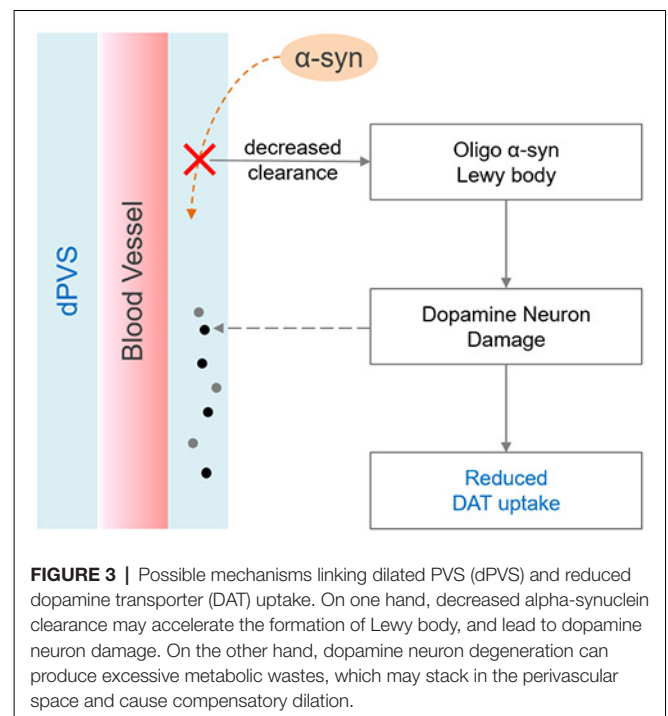 α-syn
decreased
clearance
Oligo α-syn
Lewy body
dPVS
Blood Vessel
Dopamine Neuron
Damage
Reduced
DAT uptake
FIGURE 3 | Possible mechanisms linking dilated PVS (dPVS) and reduced
dopamine transporter (DAT) uptake. On one hand, decreased alpha-synuclein
clearance may accelerate the formation of Lewy body, and lead to dopamine
neuron damage. On the other hand, dopamine neuron degeneration can
produce excessive metabolic wastes, which may stack in the perivascular
space and cause compensatory dilation.